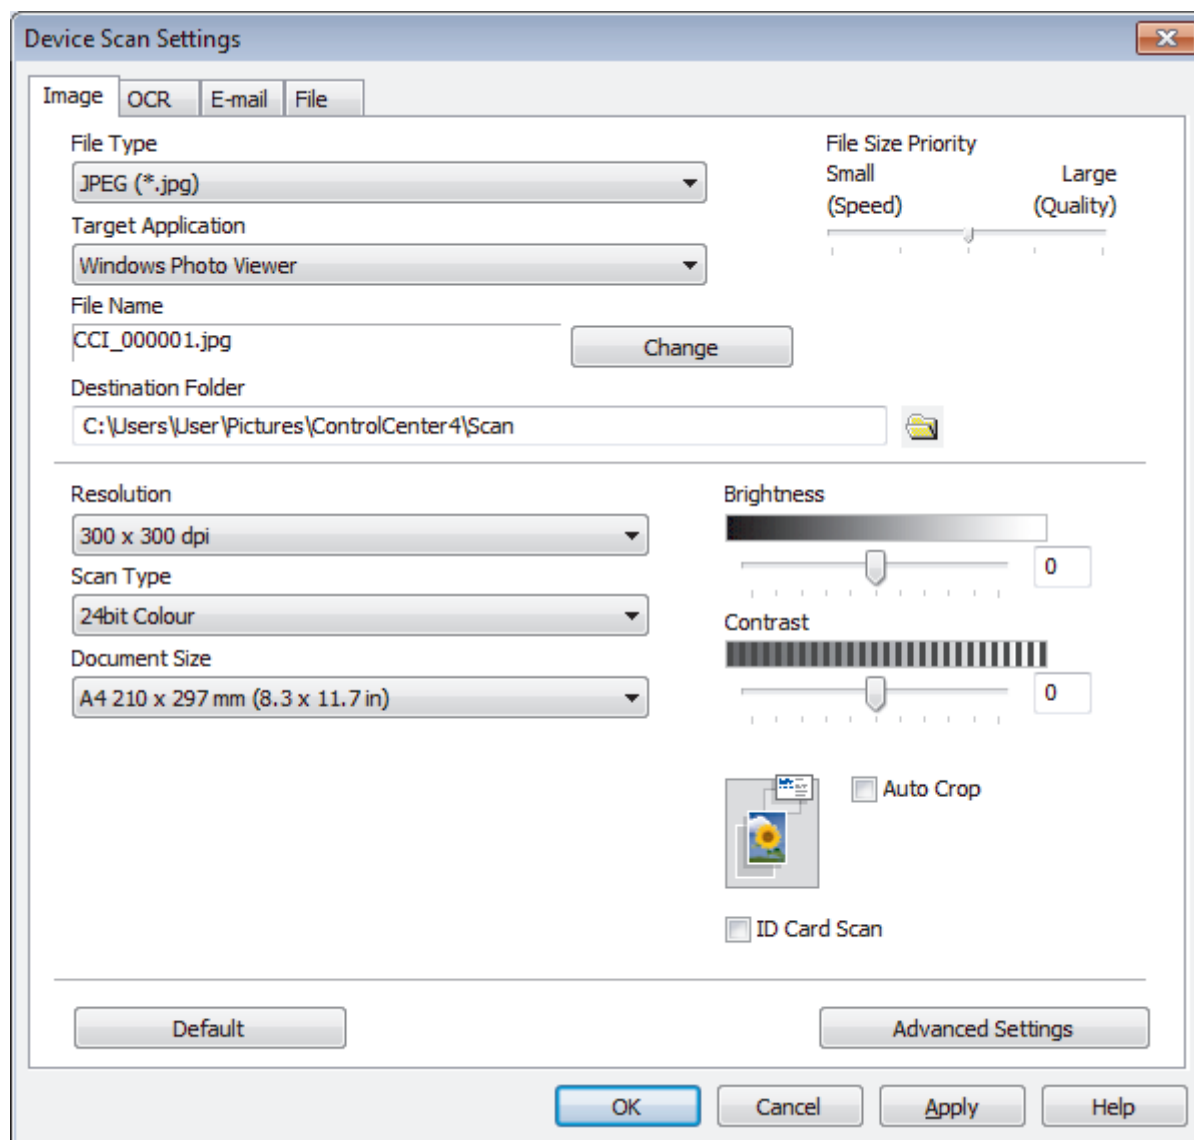 Device Scan Settings
Image OCR E-mail File
File Type
JPEG (*.jpg)
Target Application
Windows Photo Viewer
File Name
CCI_000001.jpg
Change
Destination Folder
C:\Users\User\Pictures\ControlCenter4\Scan
File Size Priority
Small Large
(Speed) (Quality)
Resolution
300 x 300 dpi
Scan Type
24bit Colour
Document Size
A4 210 x 297 mm (8.3 x 11.7 in)
Brightness
0
Contrast
0
Auto Crop
ID Card Scan
Default
Advanced Settings
OK Cancel Apply Help